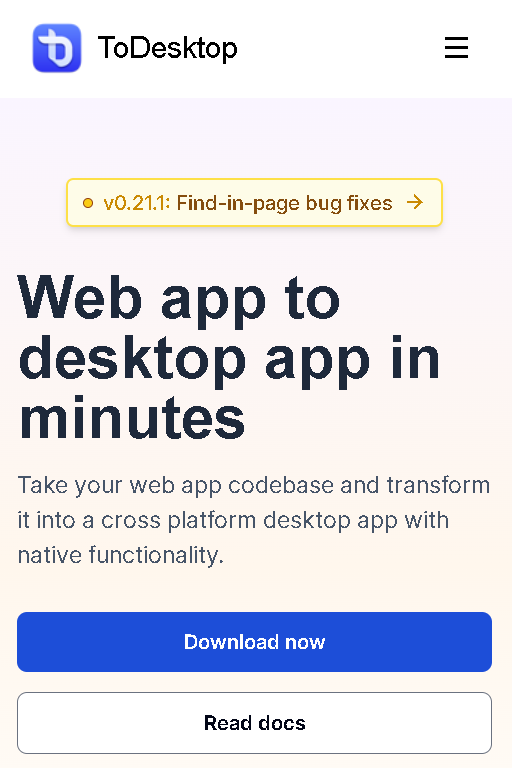 ToDesktop
v0.21.1: Find-in-page bug fixes →
Web app to
desktop app in
minutes
Take your web app codebase and transform
it into a cross platform desktop app with
native functionality.
Download now
Read docs